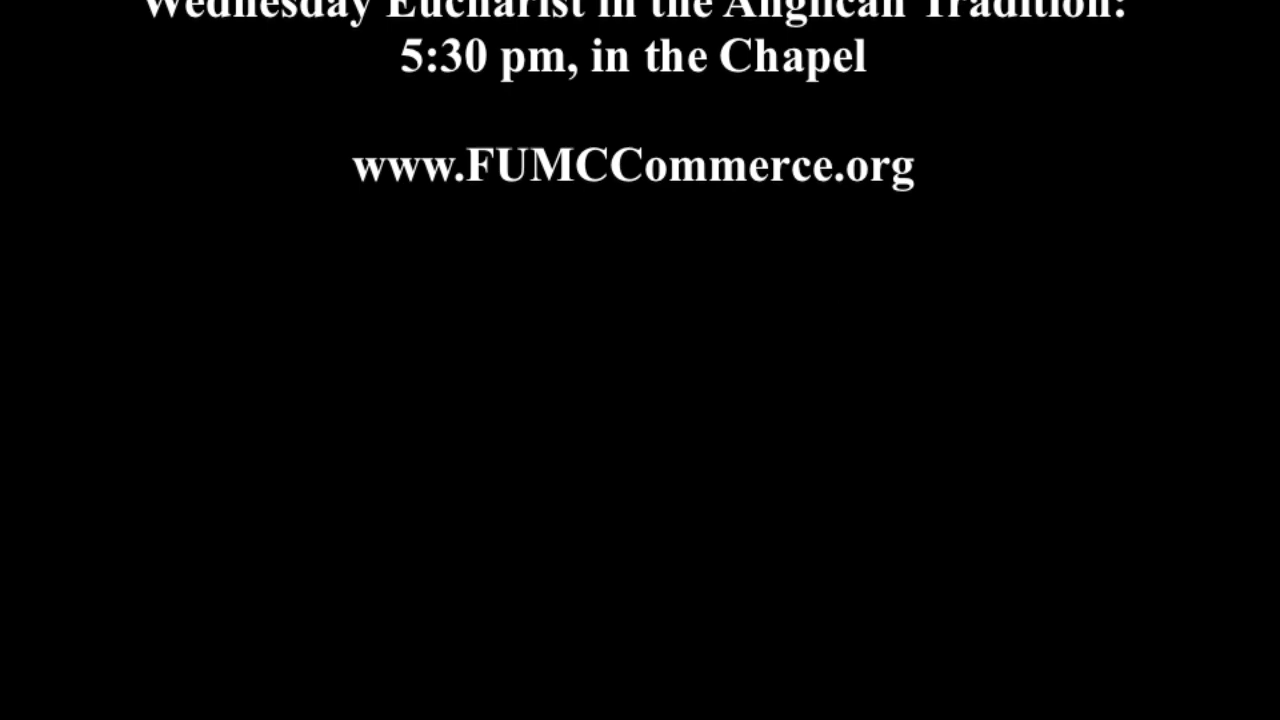 Wednesday Eucharist in the Anglican Tradition:
5:30 pm, in the Chapel
www.FUMCCommerce.org